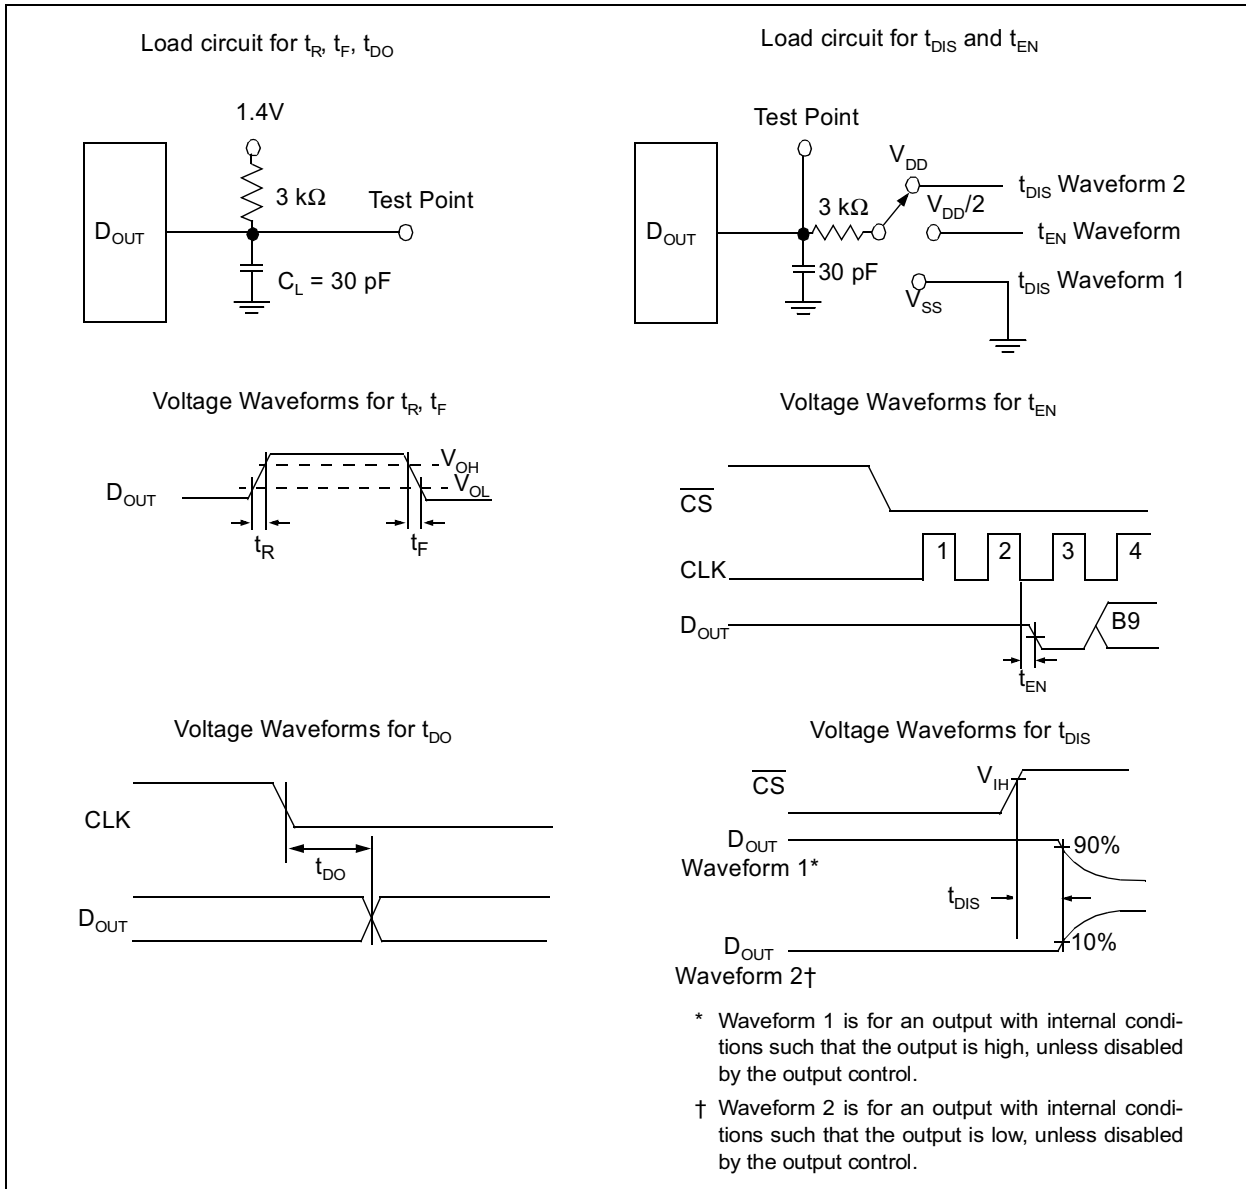 Load circuit for tR, tF, tDO
1.4V
3 kΩ
Test Point
DOUT
CL = 30 pF
Load circuit for tDIS and tEN
Test Point
VDD
tDIS Waveform 2
3 kΩ
VDD/2
DOUT
tEN Waveform
30 pF
tDIS Waveform 1
VSS
Voltage Waveforms for tR, tF
VOH
VOL
DOUT
tR
tF
Voltage Waveforms for tEN
CS
1 2 3 4
CLK
DOUT
B9
tEN
Voltage Waveforms for tDO
CLK
tDO
DOUT
Voltage Waveforms for tDIS
VIH
CS
DOUT
90%
Waveform 1*
tDIS
DOUT
10%
Waveform 2†
* Waveform 1 is for an output with internal condi-
tions such that the output is high, unless disabled
by the output control.
† Waveform 2 is for an output with internal condi-
tions such that the output is low, unless disabled
by the output control.